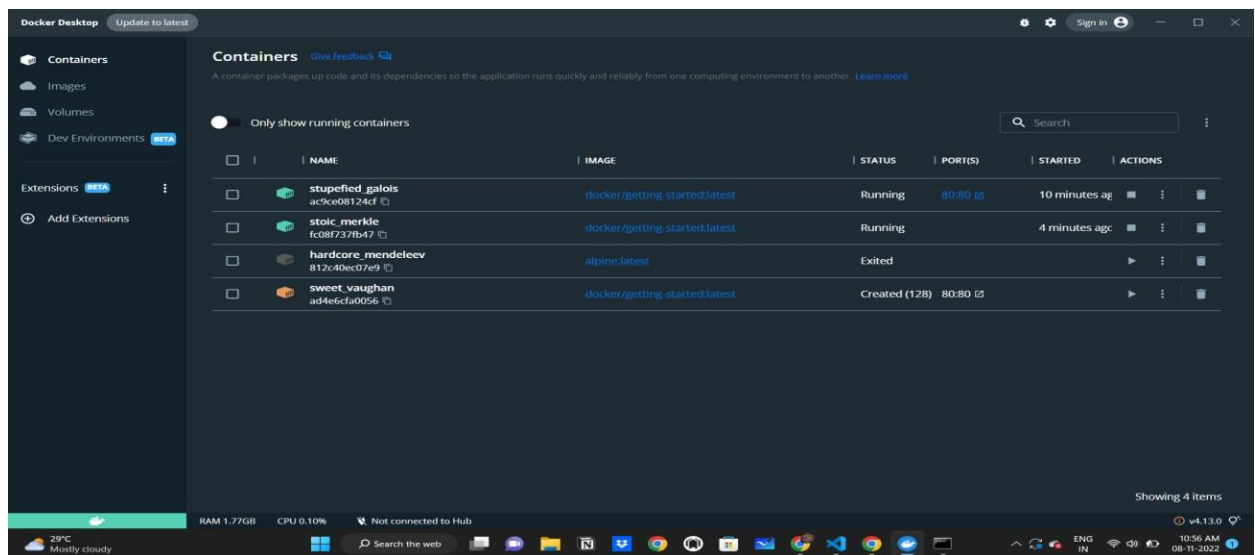 Docker Desktop Update to latest Sign in
Containers
Images
Volumes
Dev Environments BETA
Extensions BETA
Add Extensions
Containers Give feedback
A container packages up code and its dependencies so the application runs quickly and reliably from one computing environment to another. Learn more
Only show running containers Search
NAME IMAGE STATUS PORT(S) STARTED ACTIONS
stupefied_galois docker/getting-started:latest Running 80:80 10 minutes ag
ac9ce08124cf
stoic_merkle docker/getting-started:latest Running 4 minutes agc
fc08f737fb47
hardcore_mendeleev alpine:latest Exited
812c40ec07e9
sweet_vaughan docker/getting-started:latest Created (128) 80:80
ad4e6cfa0056
Showing 4 items
RAM 1.77GB CPU 0.10% Not connected to Hub v4.13.0
29°C
Mostly cloudy
Search the web
ENG
IN
10:56 AM
08-11-2022 1